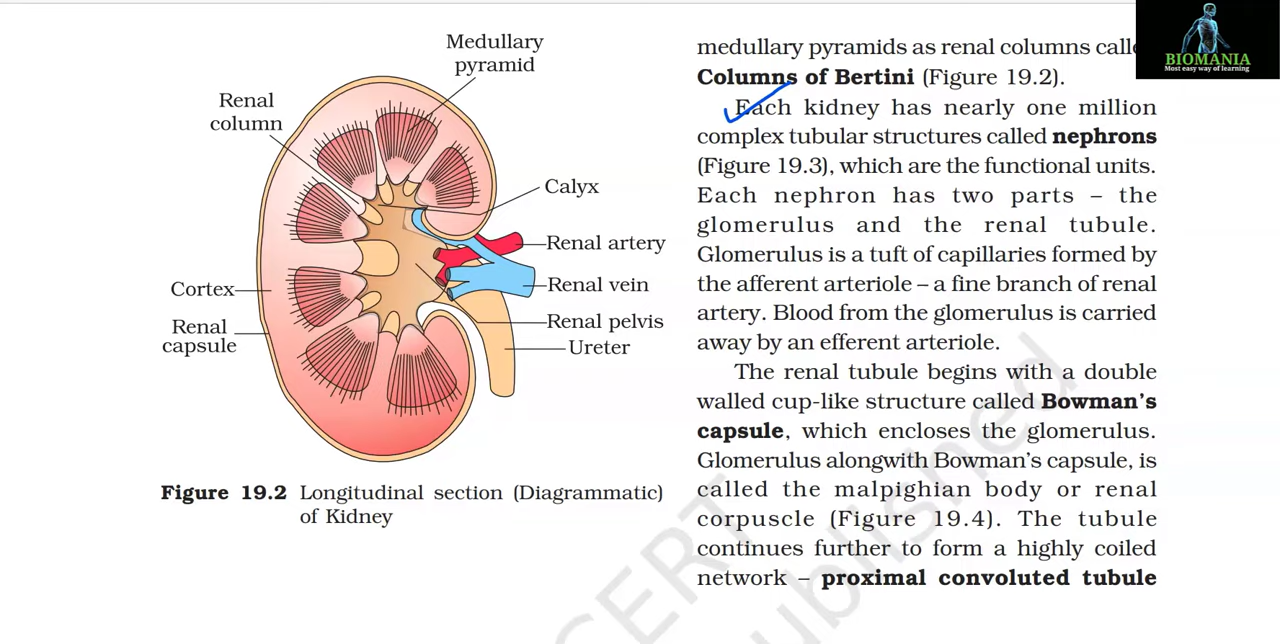 Medullary
pyramid
Renal
column
Calyx
Renal artery
Renal vein
Cortex
Renal pelvis
Renal
capsule
Ureter
Figure 19.2 Longitudinal section (Diagrammatic)
of Kidney
BIOMANIA
Most easy way of learning
medullary pyramids as renal columns
Columns of Bertini (Figure 19.2).
Each kidney has nearly one million
complex tubular structures called nephrons
(Figure 19.3), which are the functional units.
Each nephron has two parts – the
glomerulus and the renal tubule.
Glomerulus is a tuft of capillaries formed by
the afferent arteriole – a fine branch of renal
artery. Blood from the glomerulus is carried
away by an efferent arteriole.
The renal tubule begins with a double
walled cup-like structure called Bowman's
capsule, which encloses the glomerulus.
Glomerulus alongwith Bowman's capsule, is
called the malpighian body or renal
corpuscle (Figure 19.4). The tubule
continues further to form a highly coiled
network – proximal convoluted tubule